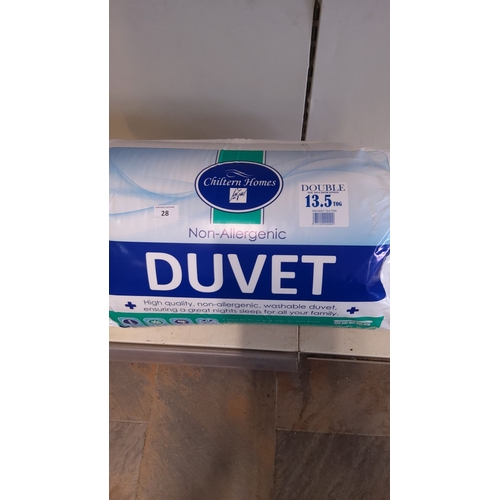 Chiltern Homes
DOUBLE
13.5 TOG
28
Non-Allergenic
DUVET
High quality, non-allergenic, washable duvet,
ensuring a great nights sleep for all your family.